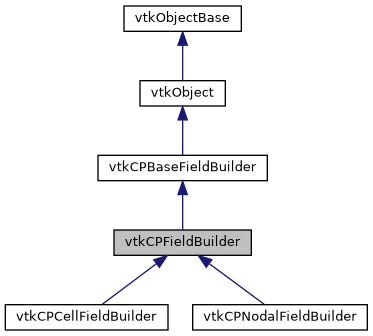 vtkObjectBase
vtkObject
vtkCPBaseFieldBuilder
vtkCPFieldBuilder
vtkCPCellFieldBuilder
vtkCPNodalFieldBuilder